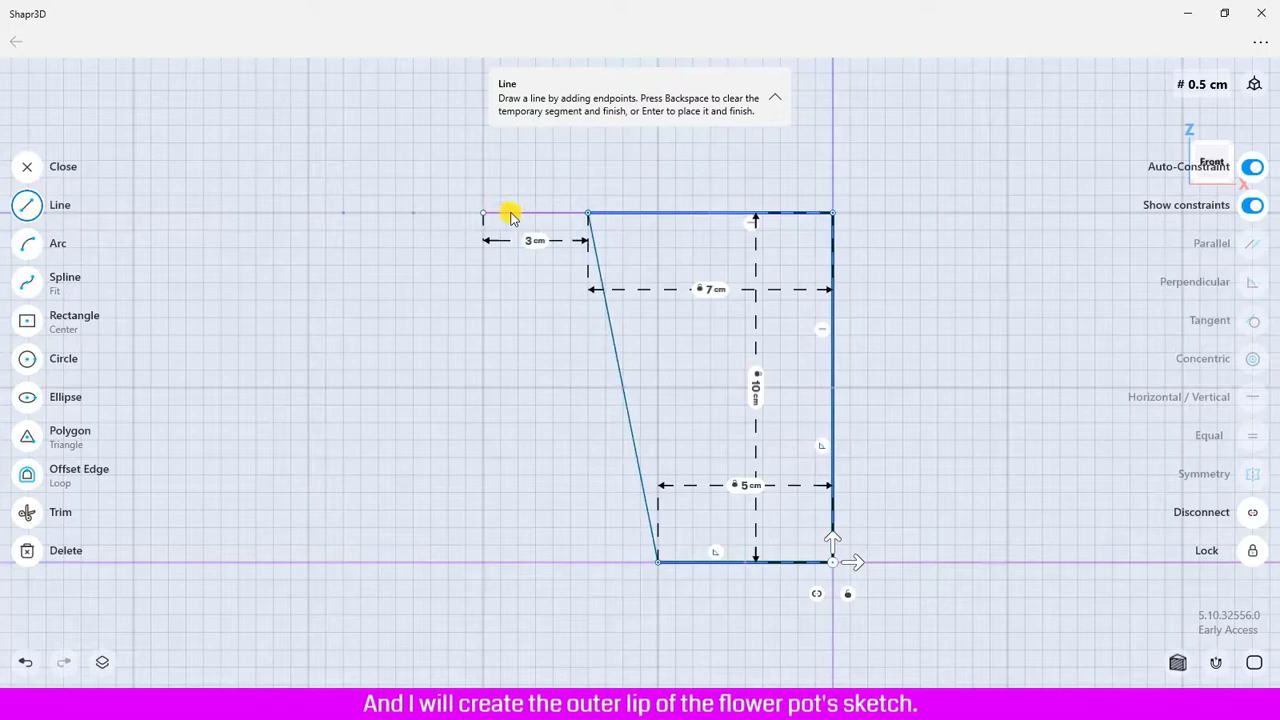 Shapr3D
Line
Draw a line by adding endpoints. Press Backspace to clear the
temporary segment and finish, or Enter to place it and finish.
# 0.5 cm
Z
Front
X
Close
Line
Arc
Spline
Fit
Rectangle
Center
Circle
Ellipse
Polygon
Triangle
Offset Edge
Loop
Trim
Delete
3 cm
7 cm
10 cm
5 cm
Auto-Constraint
Show constraints
Parallel
Perpendicular
Tangent
Concentric
Horizontal / Vertical
Equal
Symmetry
Disconnect
Lock
5.10.32556.0
Early Access
And I will create the outer lip of the flower pot's sketch.